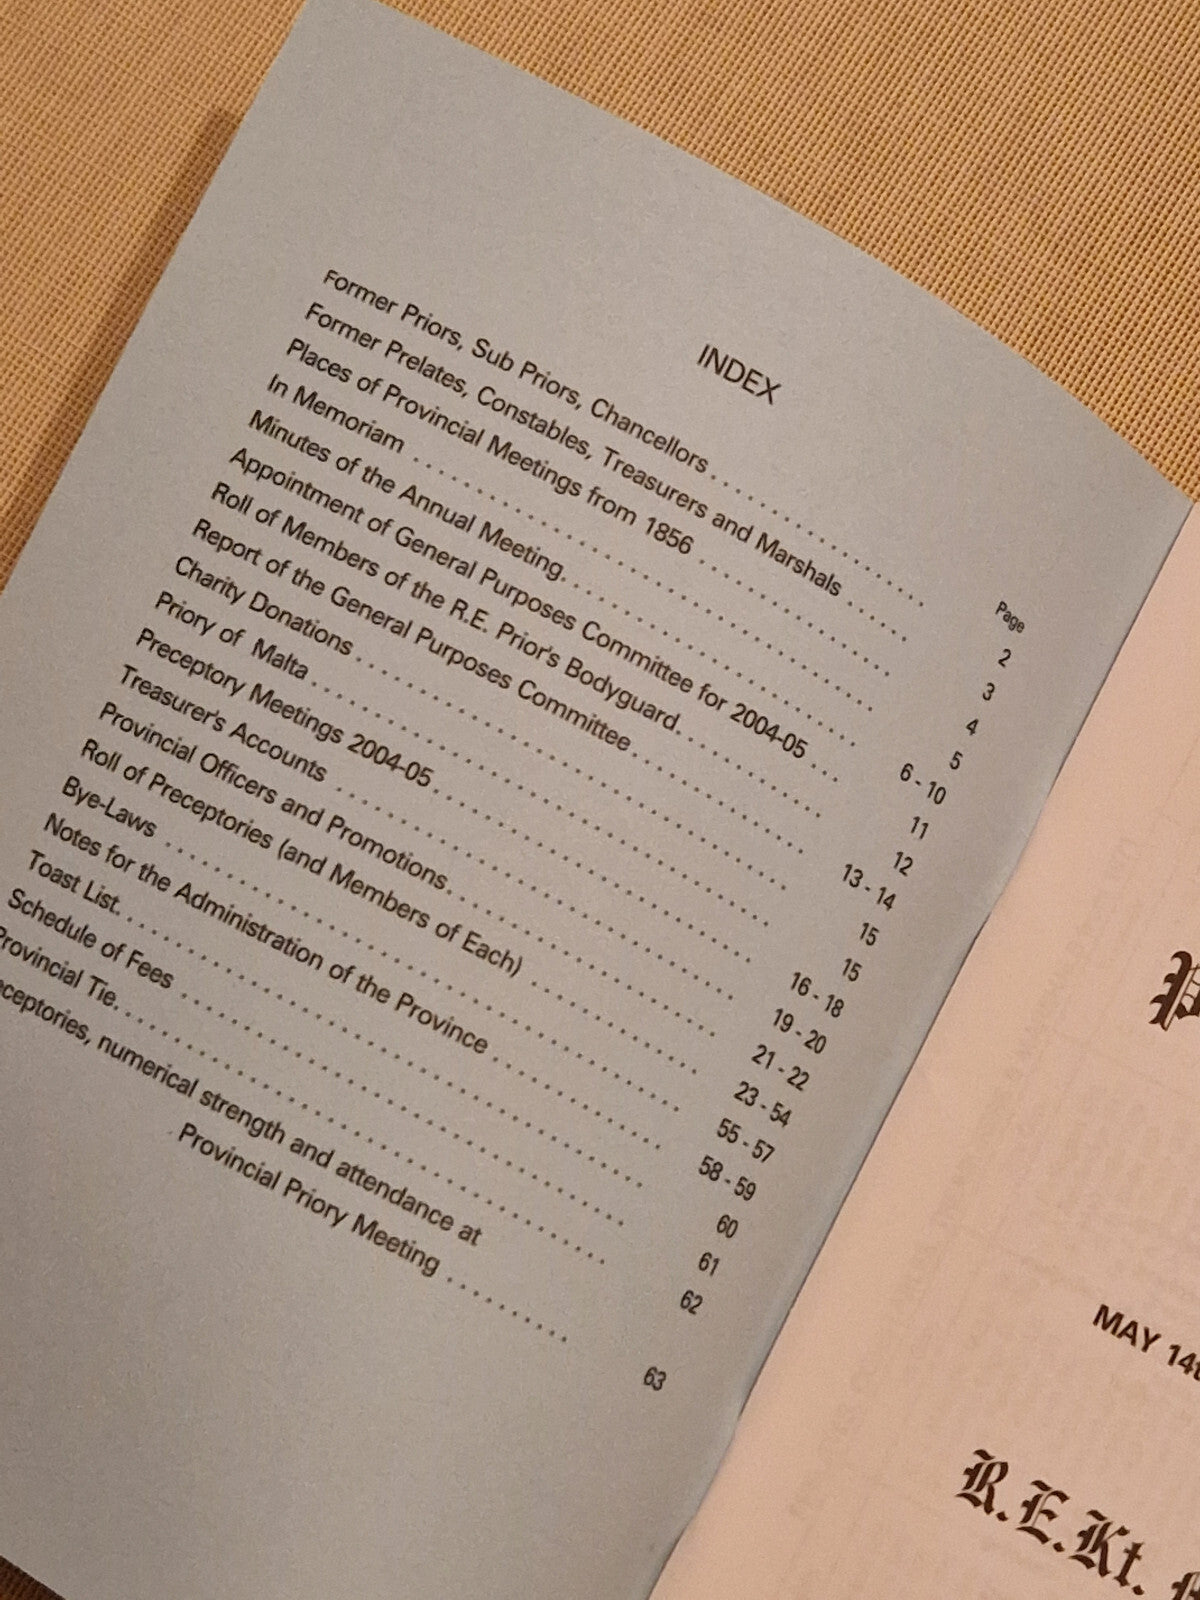 INDEX
Page
Former Priors, Sub Priors, Chancellors . . . . . . . . . . . . . . . . . . . . 2
Former Prelates, Constables, Treasurers and Marshals . . . . . . 3
Places of Provincial Meetings from 1856 . . . . . . . . . . . . . . . . . 4
In Memoriam . . . . . . . . . . . . . . . . . . . . . . . . . . . . . . . . . . . . . . 5
Minutes of the Annual Meeting. . . . . . . . . . . . . . . . . . . . . . . . . 6 - 10
Appointment of General Purposes Committee for 2004-05 . . . 11
Roll of Members of the R.E. Prior's Bodyguard. . . . . . . . . . . . . 12
Report of the General Purposes Committee . . . . . . . . . . . . . . . 13 - 14
Charity Donations . . . . . . . . . . . . . . . . . . . . . . . . . . . . . . . . . . . 15
Priory of Malta . . . . . . . . . . . . . . . . . . . . . . . . . . . . . . . . . . . . . 15
Preceptory Meetings 2004-05 . . . . . . . . . . . . . . . . . . . . . . . . . . 16 - 18
Treasurer's Accounts . . . . . . . . . . . . . . . . . . . . . . . . . . . . . . . . . 19 - 20
Provincial Officers and Promotions. . . . . . . . . . . . . . . . . . . . . . 21 - 22
Roll of Preceptories (and Members of Each) . . . . . . . . . . . . . . 23 - 54
Bye-Laws . . . . . . . . . . . . . . . . . . . . . . . . . . . . . . . . . . . . . . . . . 55 - 57
Notes for the Administration of the Province . . . . . . . . . . . . . . 58 - 59
Toast List. . . . . . . . . . . . . . . . . . . . . . . . . . . . . . . . . . . . . . . . . . 60
Schedule of Fees . . . . . . . . . . . . . . . . . . . . . . . . . . . . . . . . . . . 61
Provincial Tie. . . . . . . . . . . . . . . . . . . . . . . . . . . . . . . . . . . . . . . 62
eceptories, numerical strength and attendance at
Provincial Priory Meeting . . . . . . . . . . 63
MAY 14t
R.E.Kt.